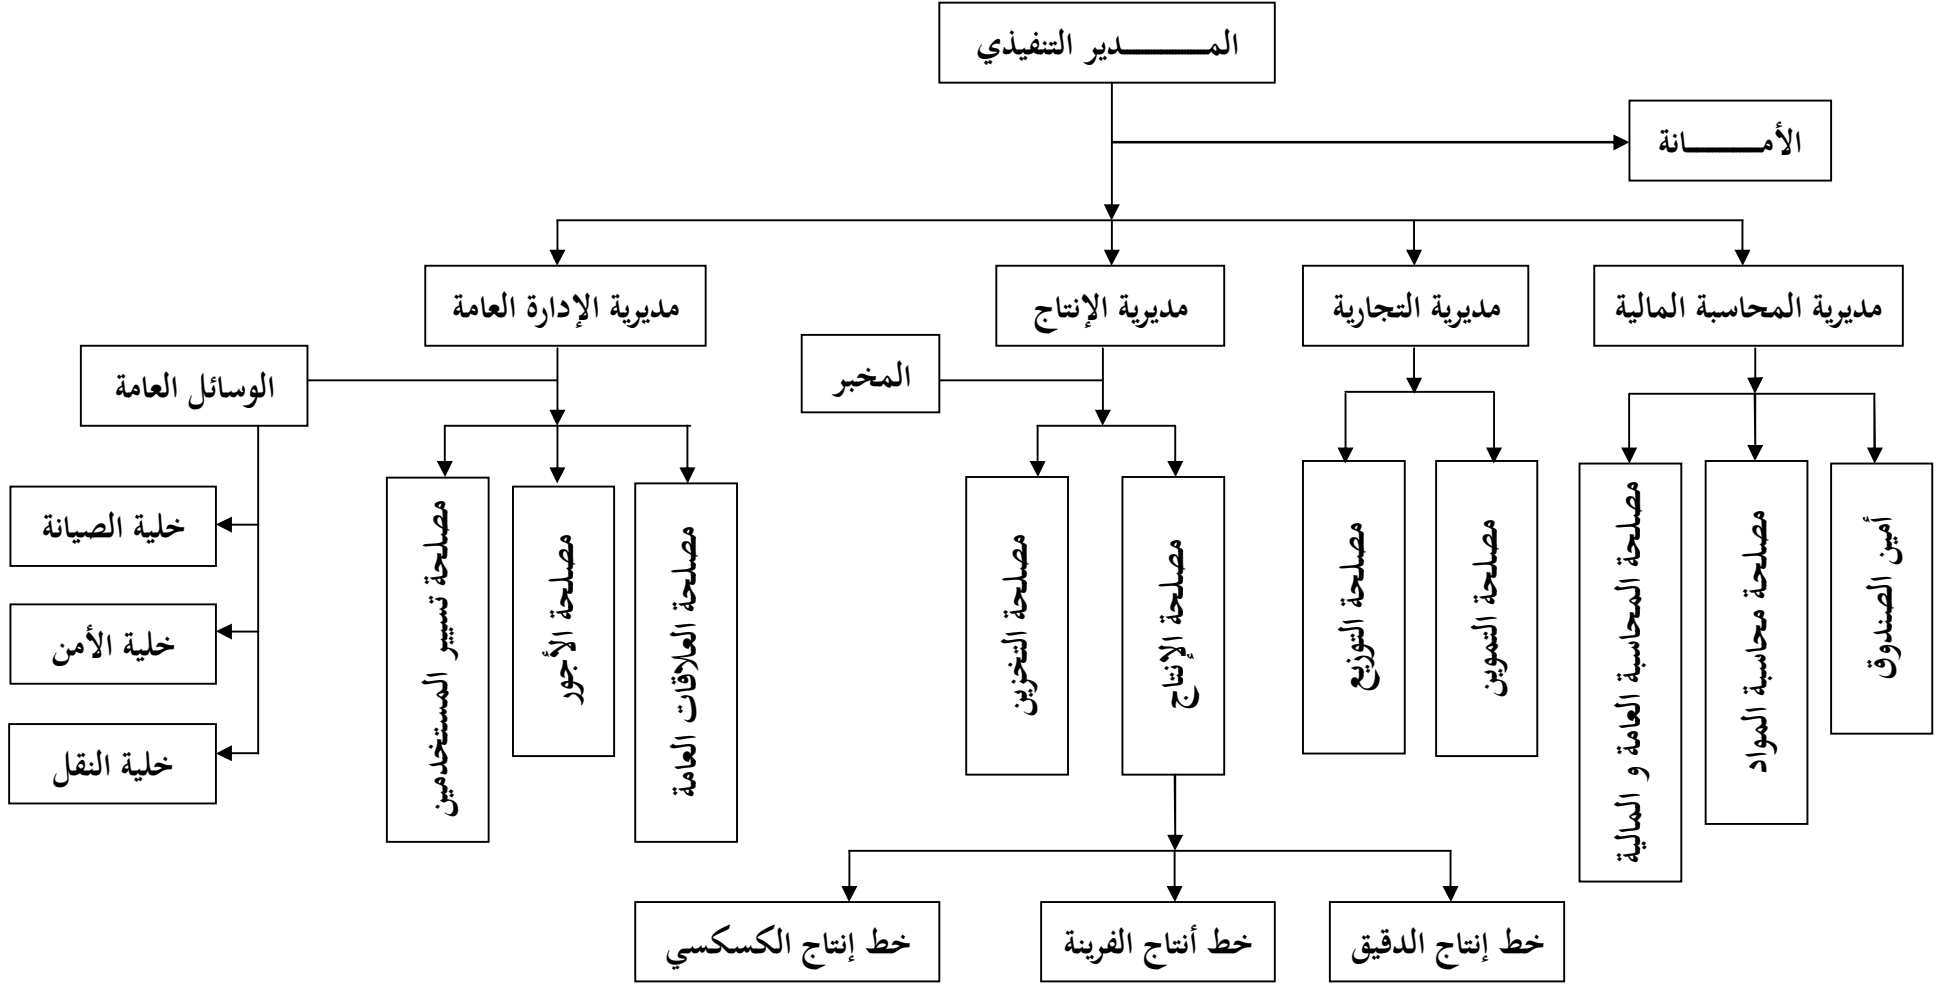 المـــــــــدير التنفيذي
الأمـــــــانة
مديرية المحاسبة المالية
مديرية التجارية
مديرية الإنتاج
مديرية الإدارة العامة
المخبر
الوسائل العامة
أمين الصندوق
مصلحة محاسبة المواد
مصلحة المحاسبة العامة و المالية
مصلحة التموين
مصلحة التوزيع
مصلحة الإنتاج
مصلحة التخزين
مصلحة العلاقات العامة
مصلحة الأجور
مصلحة تسيير المستخدمين
خلية الصيانة
خلية الأمن
خلية النقل
خط إنتاج الدقيق
خط أنتاج الفرينة
خط إنتاج الكسكسي